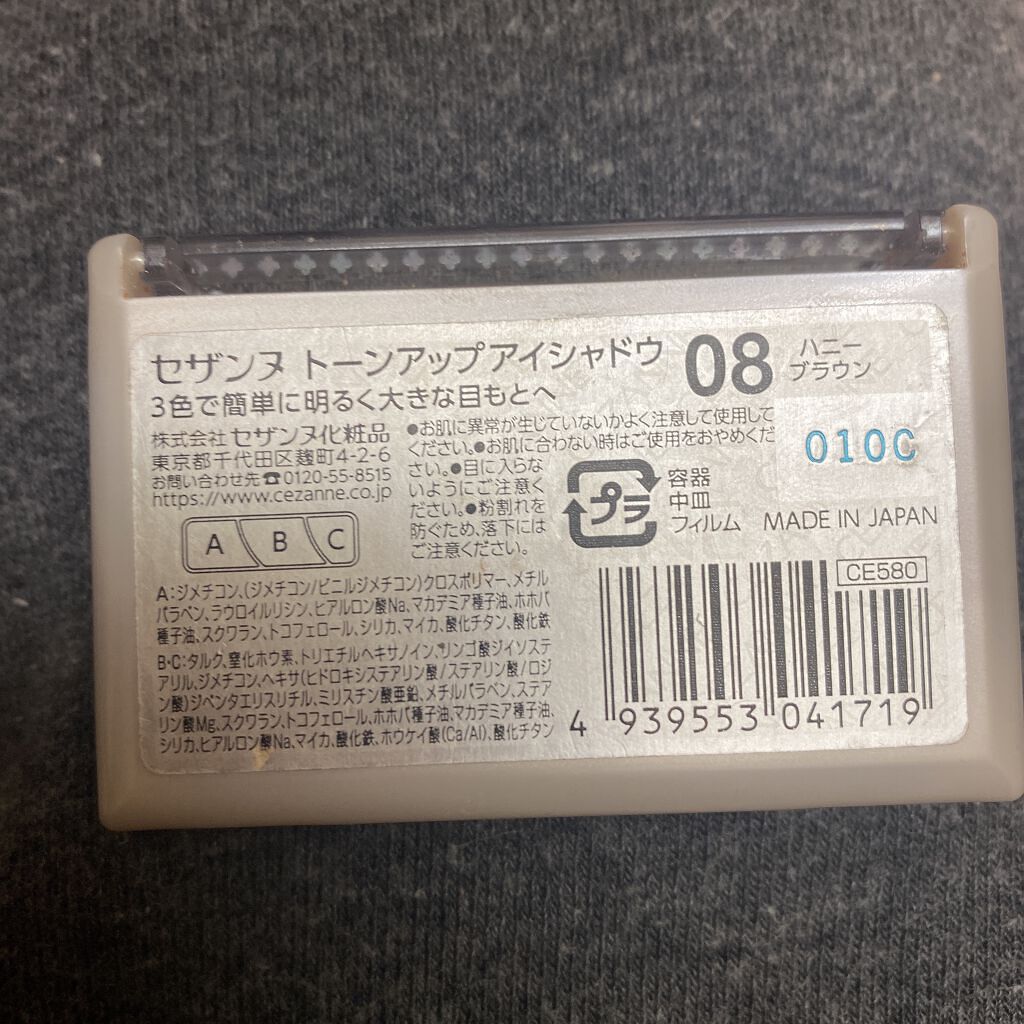 セザンヌ トーンアップアイシャドウ 08 ハニーブラウン
3色で簡単に明るく大きな目もとへ
株式会社セザンヌ化粧品
東京都千代田区麹町4-2-6
お問い合わせ先☎0120-55-8515
https://www.cezanne.co.jp
●お肌に異常が生じていないかよく注意して使用して
ください。●お肌に合わない時はご使用をおやめくだ
さい。●目に入らな
いようにご注意く
ださい。●粉割れを
防ぐため、落下には
ご注意ください。
010C
プラ
容器
中皿
フィルム
MADE IN JAPAN
A B C
A:ジメチコン、(ジメチコン/ビニルジメチコン)クロスポリマー、メチル
パラベン、ラウロイルリシン、ヒアルロン酸Na、マカデミア種子油、ホホバ
種子油、スクワラン、トコフェロール、シリカ、マイカ、酸化チタン、酸化鉄
B・C:タルク、窒化ホウ素、トリエチルヘキサノイン、リンゴ酸ジイソステ
アリル、ジメチコン、ヘキサ(ヒドロキシステアリン酸/ステアリン酸/ロジ
ン酸)ジペンタエリスリチル、ミリスチン酸亜鉛、メチルパラベン、ステア
リン酸Mg、スクワラン、トコフェロール、ホホバ種子油、マカデミア種子油、
シリカ、ヒアルロン酸Na、マイカ、酸化鉄、ホウケイ酸(Ca/Al)、酸化チタン
CE580
4 939553 041719